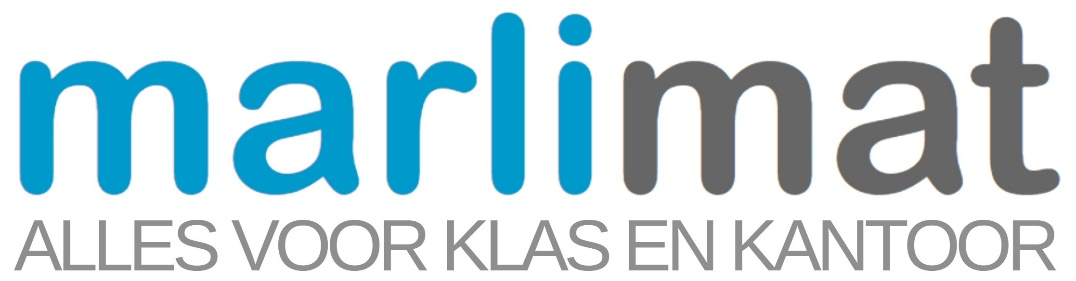 marlimat
ALLES VOOR KLAS EN KANTOOR